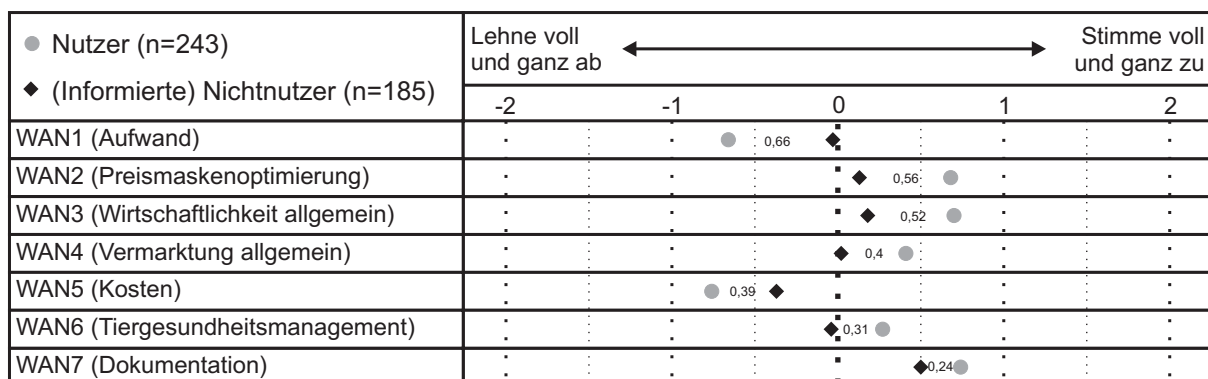 Nutzer (n=243)
(Informierte) Nichtnutzer (n=185)
Lehne voll
und ganz ab
Stimme voll
und ganz zu
-2 -1 0 1 2
WAN1 (Aufwand) 0,66
WAN2 (Preismaskenoptimierung) 0,56
WAN3 (Wirtschaftlichkeit allgemein) 0,52
WAN4 (Vermarktung allgemein) 0,4
WAN5 (Kosten) 0,39
WAN6 (Tiergesundheitsmanagement) 0,31
WAN7 (Dokumentation) 0,24